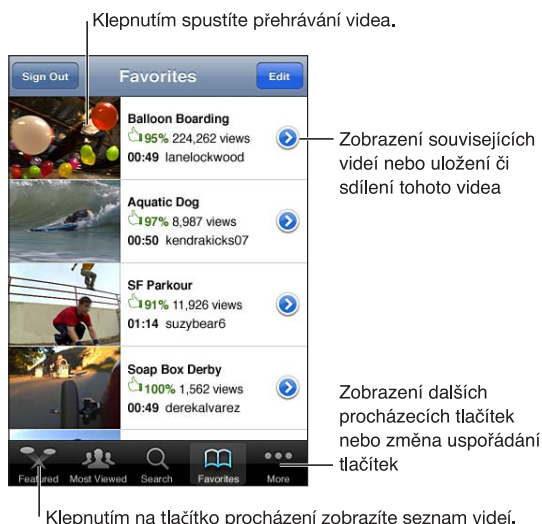 Klepnutím spustíte přehrávání videa.
Sign Out
Favorites
Edit
Balloon Boarding
95% 224,262 views
00:49 lanelockwood
Zobrazení souvisejících
videí nebo uložení či
sdílení tohoto videa
Aquatic Dog
97% 8,987 views
00:50 kendrakicks07
SF Parkour
91% 11,926 views
01:14 suzybear6
Soap Box Derby
100% 1,562 views
00:49 derekalvarez
Zobrazení dalších
procházecích tlačítek
nebo změna uspořádání
tlačítek
Featured
Most Viewed
Search
Favorites
More
Klepnutím na tlačítko procházení zobrazíte seznam videí.